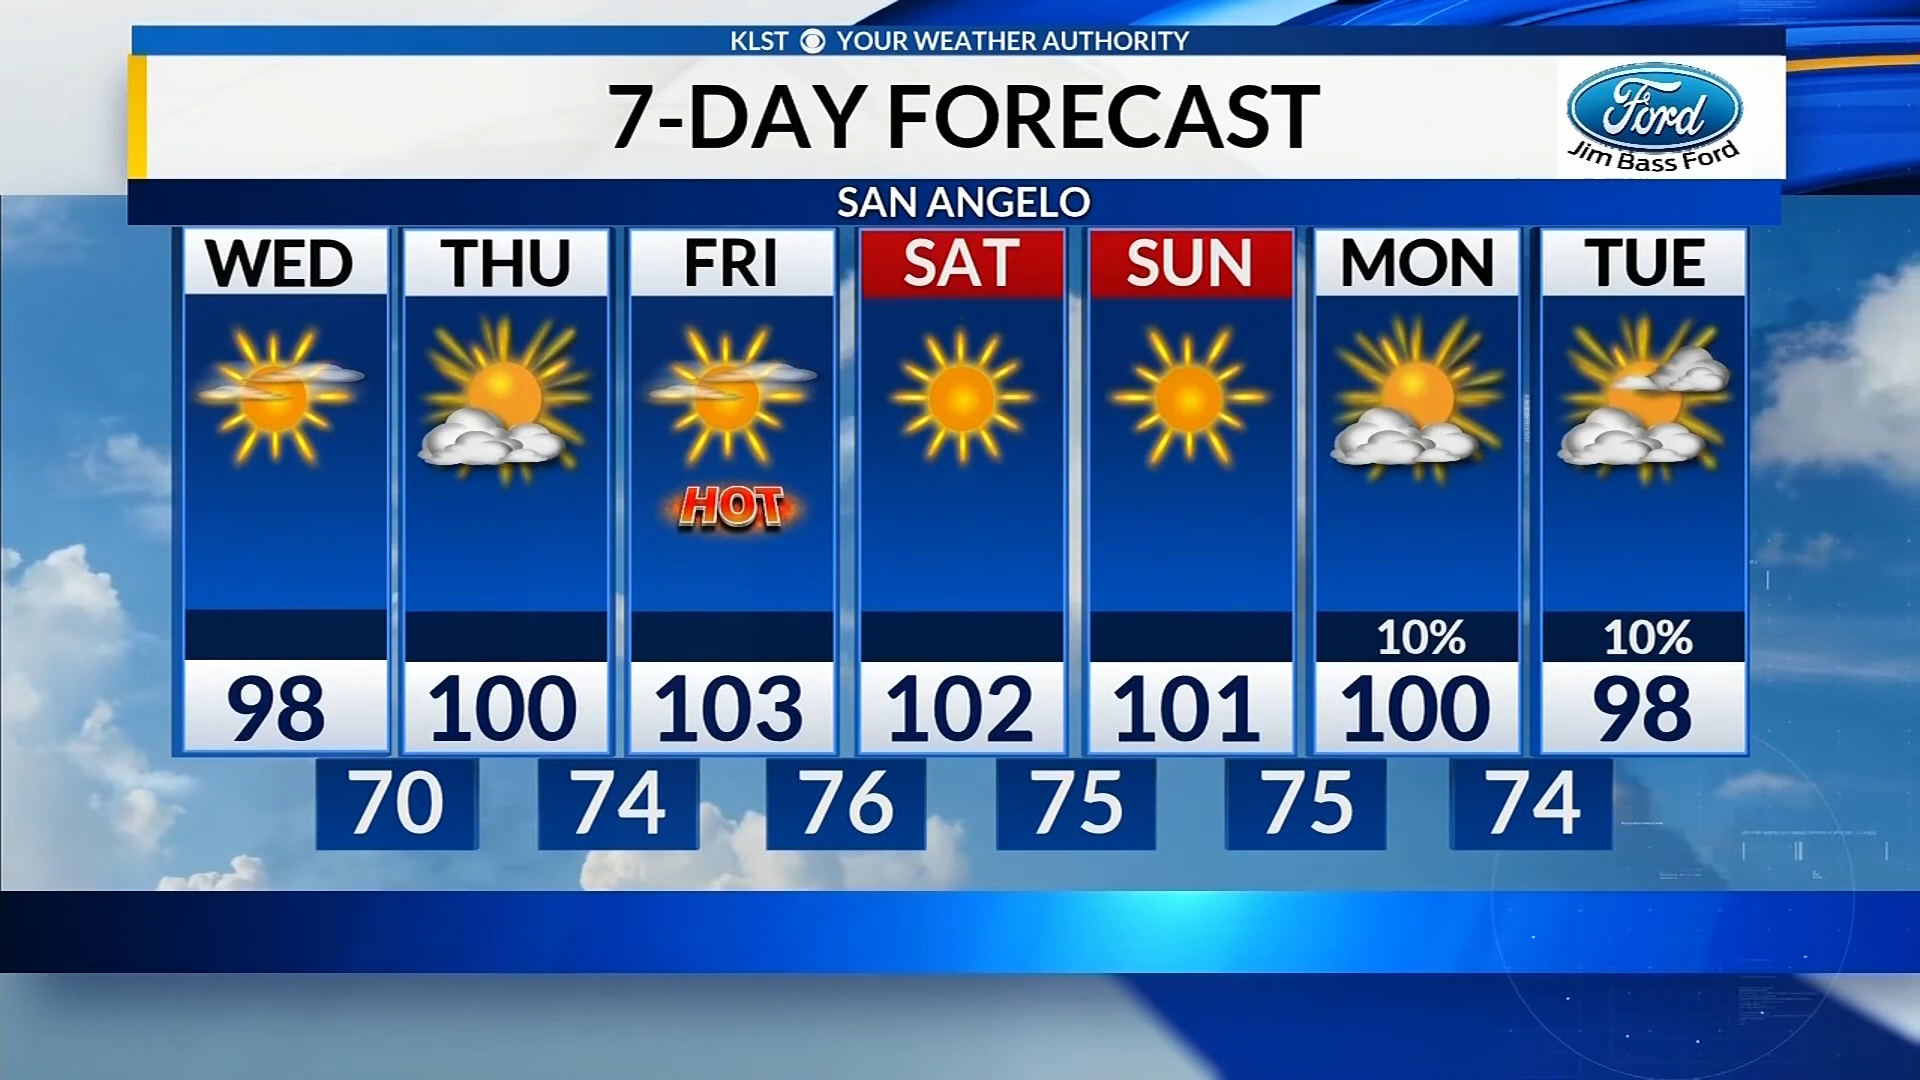 KLST YOUR WEATHER AUTHORITY
7-DAY FORECAST
Ford
Jim Bass Ford
SAN ANGELO
WED THU FRI SAT SUN MON TUE
HOT
10% 10%
98 100 103 102 101 100 98
70 74 76 75 75 74